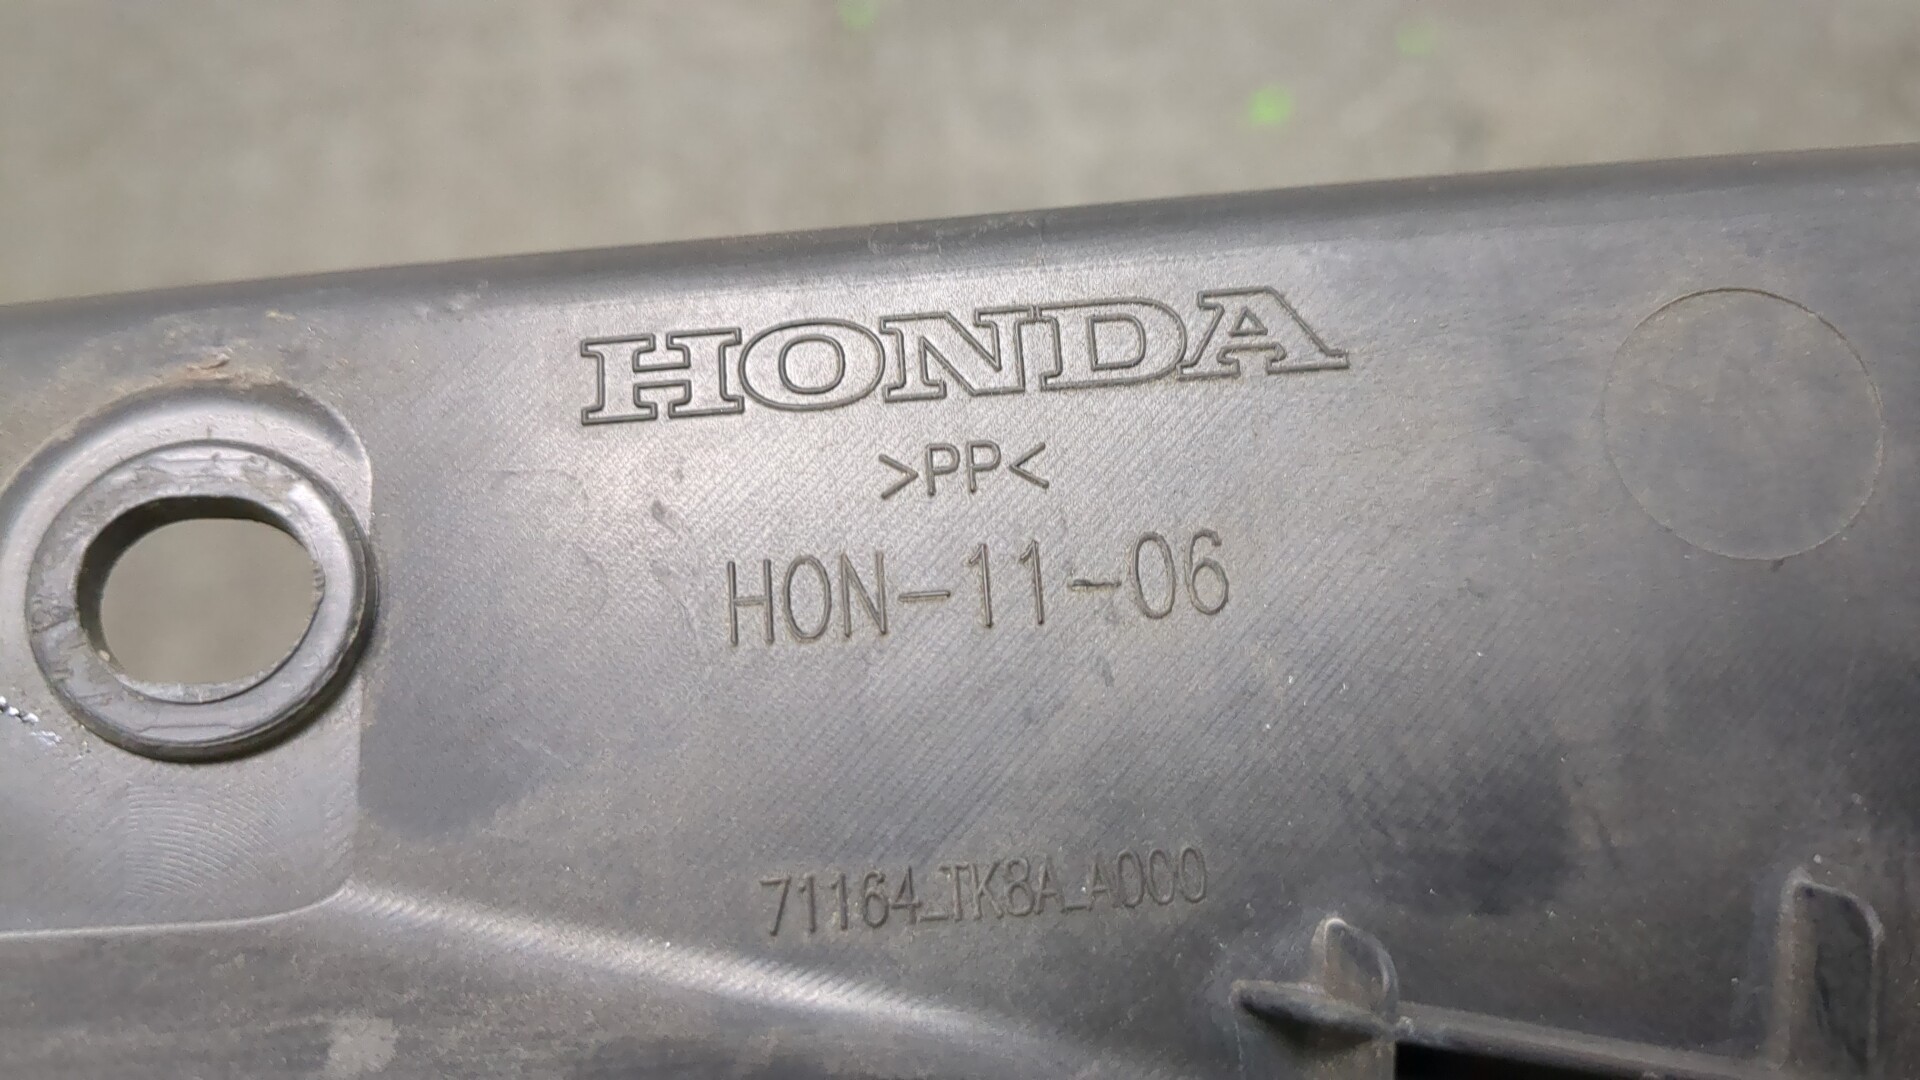 HONDA
>PP<
HON-11-06
71164_TK8A_A000